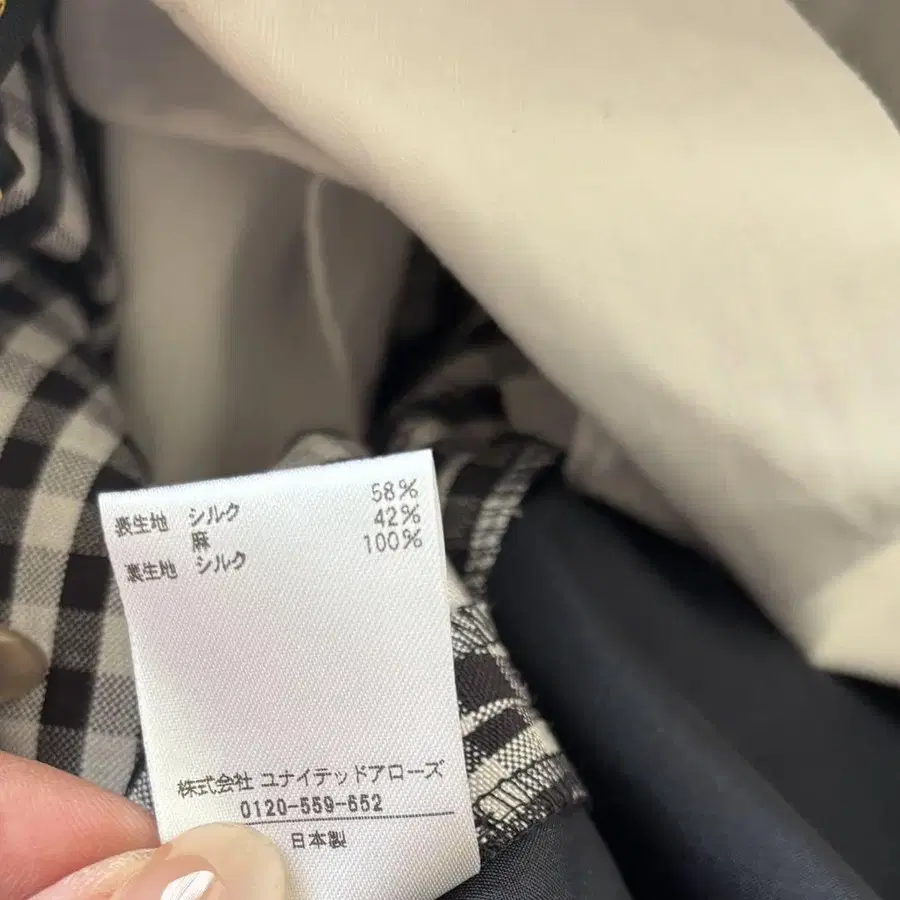 表生地 シルク 58%
麻 42%
裏生地 シルク 100%
株式会社 ユナイテッドアローズ
0120-559-652
日本製